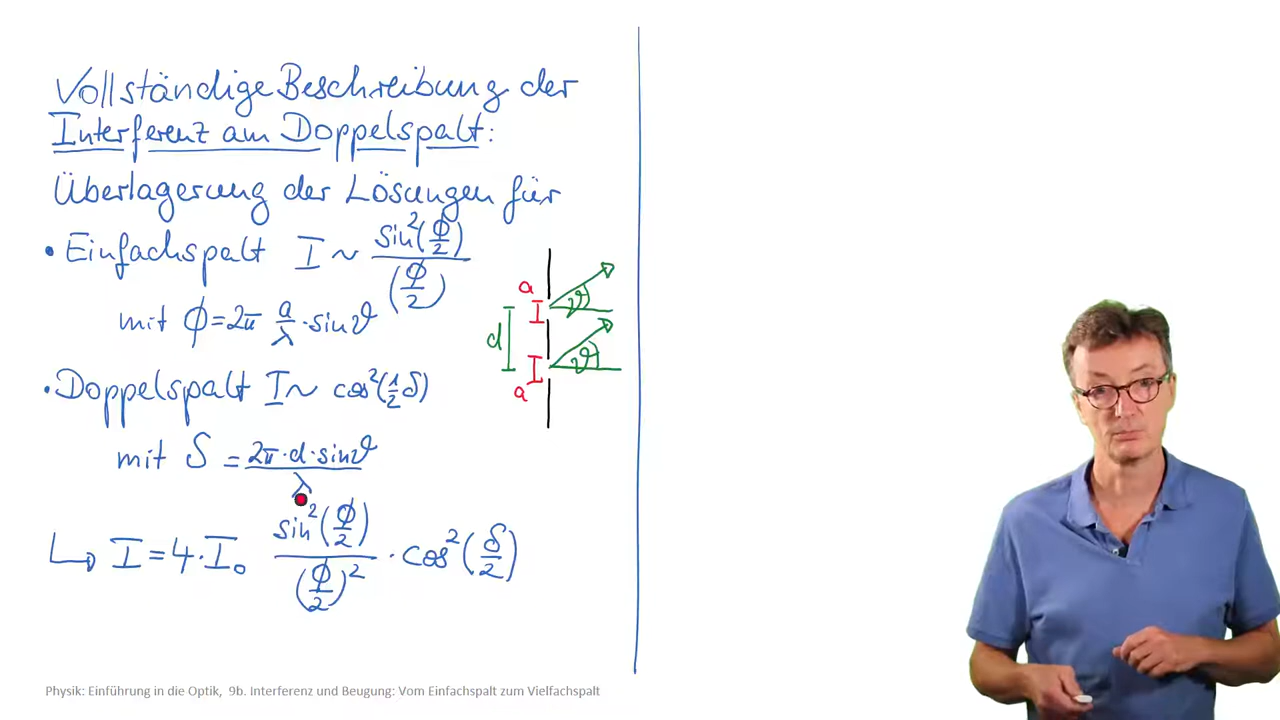 Vollständige Beschreibung der
Interferenz am Doppelspalt:
Überlagerung der Lösungen für
• Einfachspalt I ~ sin²(ϕ/2) / (ϕ/2)
mit ϕ = 2π a/λ · sinϑ
• Doppelspalt I ~ cos²(1/2 δ)
mit δ = 2π · d · sinϑ / λ
↳ I = 4 · I₀ sin²(ϕ/2) / (ϕ/2)² · cos²(δ/2)
a
ϑ
d
ϑ
a
Physik: Einführung in die Optik, 9b. Interferenz und Beugung: Vom Einfachspalt zum Vielfachspalt